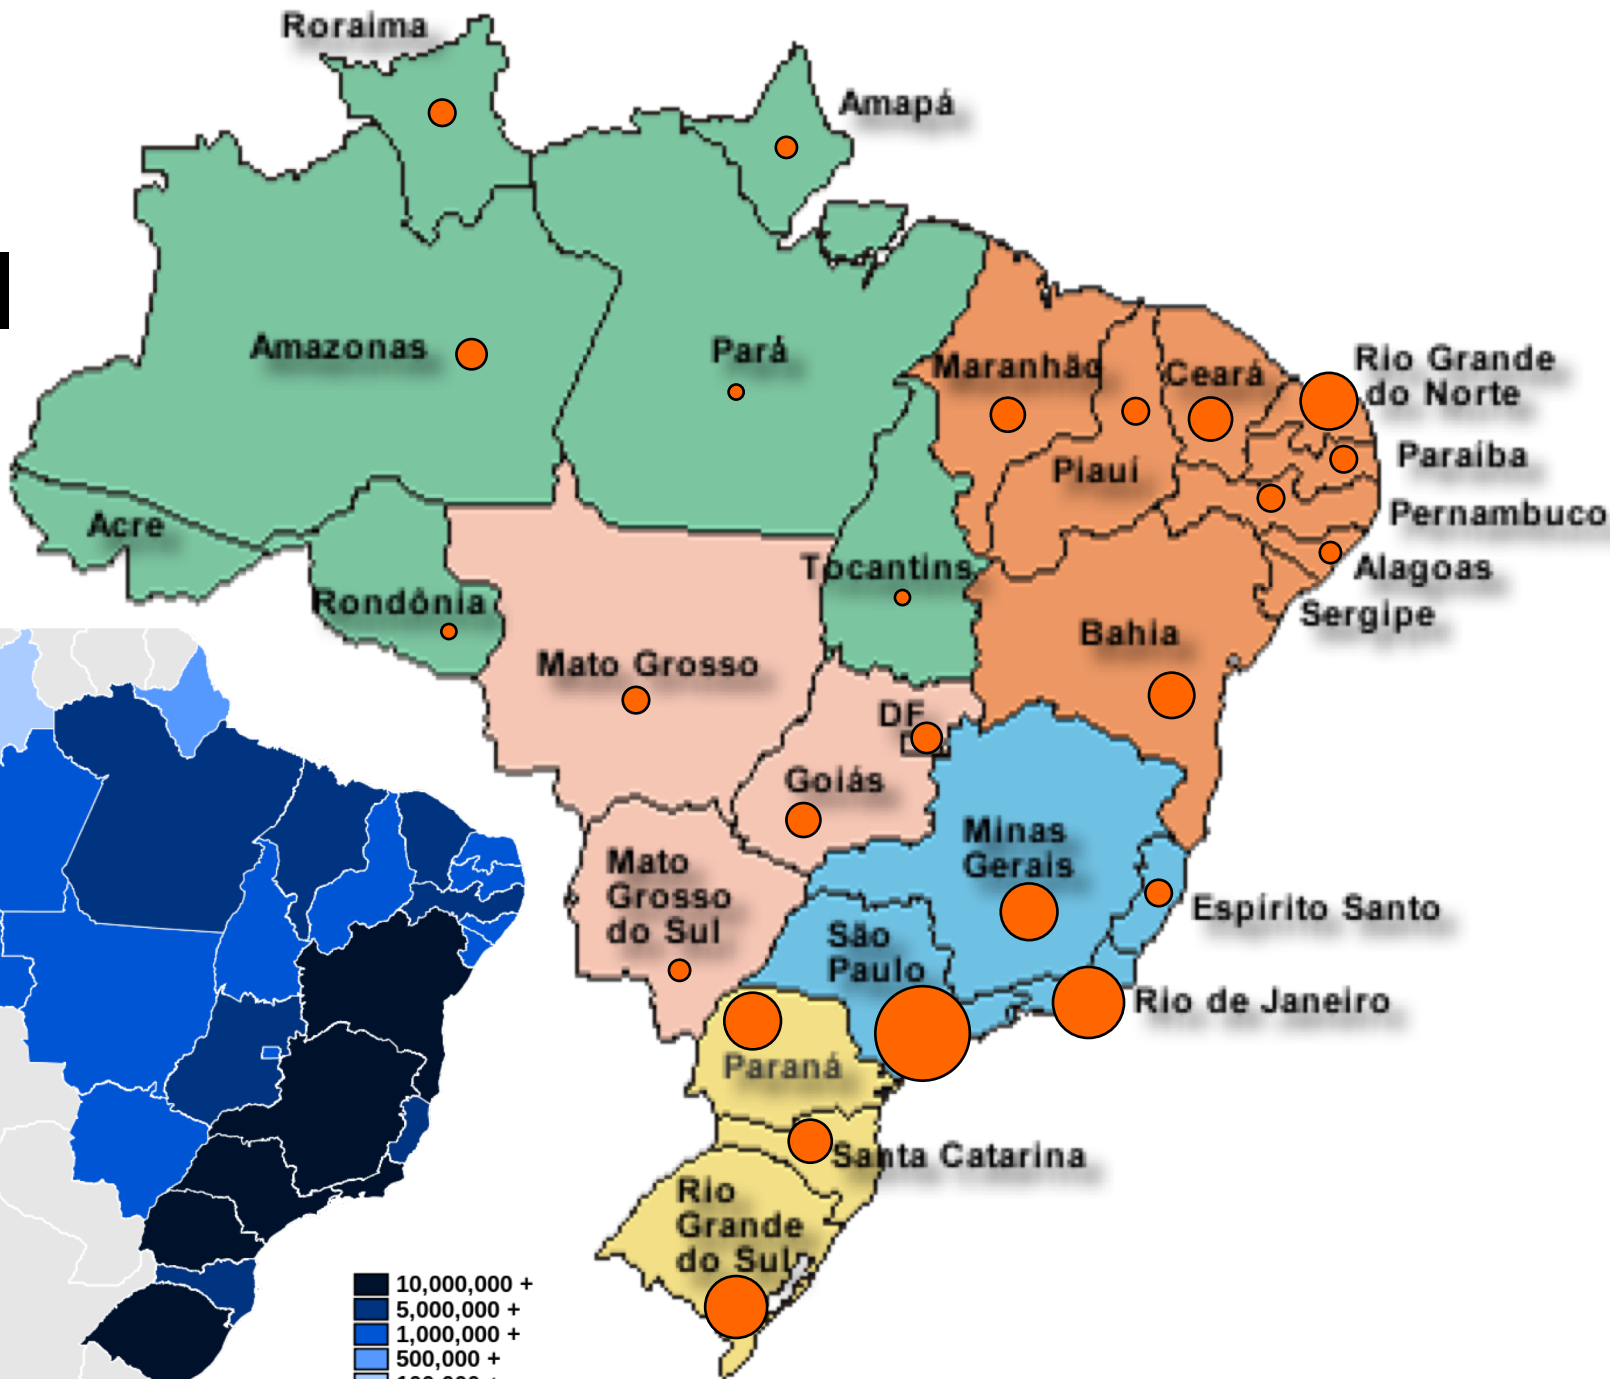 Roraima
Amapá
Amazonas
Pará
Maranhão
Ceará
Rio Grande
do Norte
Piauí
Paraíba
Pernambuco
Acre
Tocantins
Alagoas
Rondônia
Sergipe
Bahia
Mato Grosso
DF
Goiás
Minas
Gerais
Mato
Grosso
do Sul
Espírito Santo
São
Paulo
Rio de Janeiro
Paraná
Santa Catarina
Rio
Grande
do Sul
10,000,000 +
5,000,000 +
1,000,000 +
500,000 +